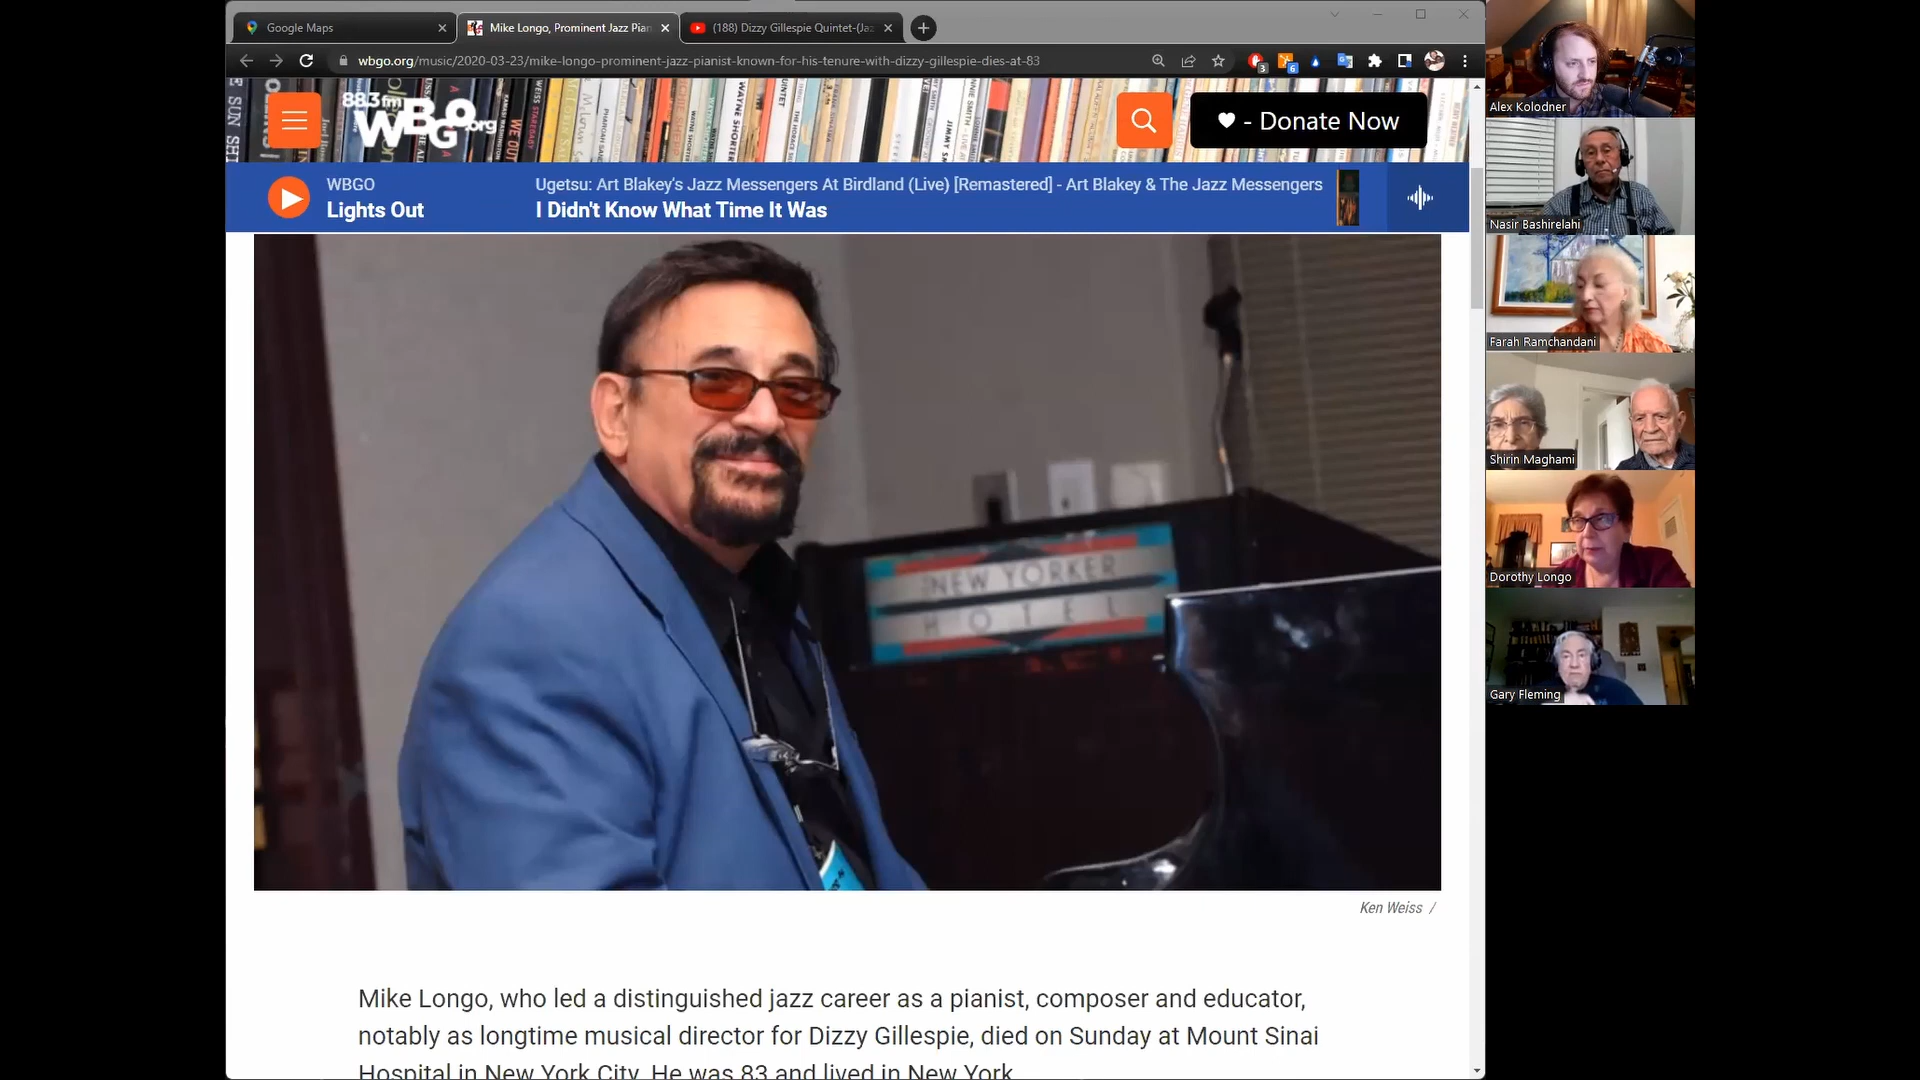 Google Maps
Mike Longo, Prominent Jazz Pian
(188) Dizzy Gillespie Quintet-(Jaz
wbgo.org/music/2020-03-23/mike-longo-prominent-jazz-pianist-known-for-his-tenure-with-dizzy-gillespie-dies-at-83
3
6
88.3fm
WBGO.org
WAYNE SHORTER
JIMMY SM
- Donate Now
WBGO
Lights Out
Ugetsu: Art Blakey's Jazz Messengers At Birdland (Live) [Remastered] - Art Blakey & The Jazz Messengers
I Didn't Know What Time It Was
NEW YORKER
HOTEL
Ken Weiss /
Mike Longo, who led a distinguished jazz career as a pianist, composer and educator,
notably as longtime musical director for Dizzy Gillespie, died on Sunday at Mount Sinai
Hospital in New York City. He was 83 and lived in New York
Alex Kolodner
Nasir Bashirelahi
Farah Ramchandani
Shirin Maghami
Dorothy Longo
Gary Fleming